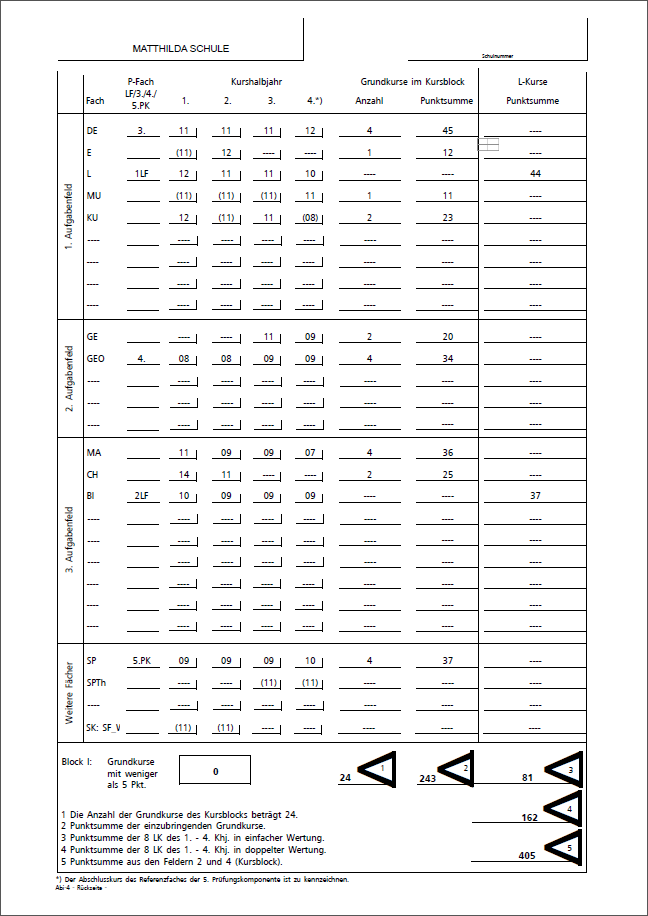 MATTHILDA SCHULE
Schulnummer
P-Fach Kurshalbjahr Grundkurse im Kursblock L-Kurse
LF/3./4./
Fach 5.PK 1. 2. 3. 4.*) Anzahl Punktsumme Punktsumme
1. Aufgabenfeld
DE 3. 11 11 11 12 4 45 ----
E (11) 12 ---- ---- 1 12 ----
L 1LF 12 11 11 10 ---- ---- 44
MU (11) (11) (11) 11 1 11 ----
KU 12 (11) 11 (08) 2 23 ----
---- ---- ---- ---- ---- ---- ---- ----
---- ---- ---- ---- ---- ---- ---- ----
---- ---- ---- ---- ---- ---- ---- ----
---- ---- ---- ---- ---- ---- ---- ----
2. Aufgabenfeld
GE ---- ---- 11 09 2 20 ----
GEO 4. 08 08 09 09 4 34 ----
---- ---- ---- ---- ---- ---- ---- ----
---- ---- ---- ---- ---- ---- ---- ----
---- ---- ---- ---- ---- ---- ---- ----
3. Aufgabenfeld
MA 11 09 09 07 4 36 ----
CH 14 11 ---- ---- 2 25 ----
BI 2LF 10 09 09 09 ---- ---- 37
---- ---- ---- ---- ---- ---- ---- ----
---- ---- ---- ---- ---- ---- ---- ----
---- ---- ---- ---- ---- ---- ---- ----
---- ---- ---- ---- ---- ---- ---- ----
---- ---- ---- ---- ---- ---- ---- ----
---- ---- ---- ---- ---- ---- ---- ----
Weitere Fächer
SP 5.PK 09 09 09 10 4 37 ----
SPTh ---- ---- (11) (11) ---- ---- ----
---- ---- ---- ---- ---- ---- ---- ----
SK: SF_V (11) (11) ---- ---- ---- ---- ----
Block I: Grundkurse mit weniger als 5 Pkt. 0 24 1 243 2 81 3
162 4
405 5
1 Die Anzahl der Grundkurse des Kursblocks beträgt 24.
2 Punktsumme der einzubringenden Grundkurse.
3 Punktsumme der 8 LK des 1. - 4. Khj. in einfacher Wertung.
4 Punktsumme der 8 LK des 1. - 4. Khj. in doppelter Wertung.
5 Punktsumme aus den Feldern 2 und 4 (Kursblock).
*) Der Abschlusskurs des Referenzfaches der 5. Prüfungskomponente ist zu kennzeichnen.
Abi-4 - Rückseite -